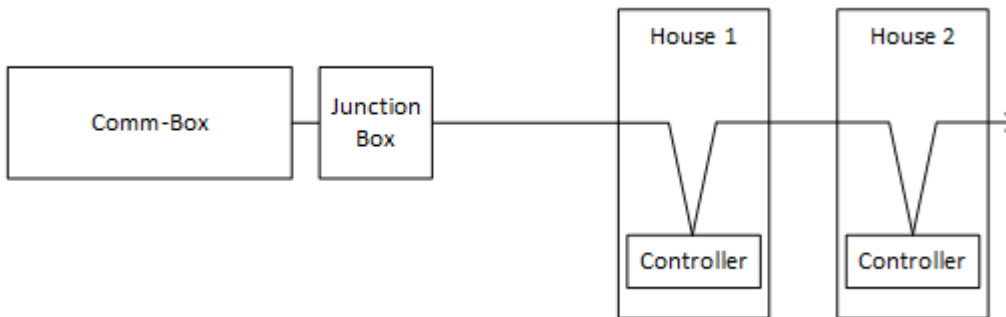 House 1
House 2
Comm-Box
Junction
Box
Controller
Controller